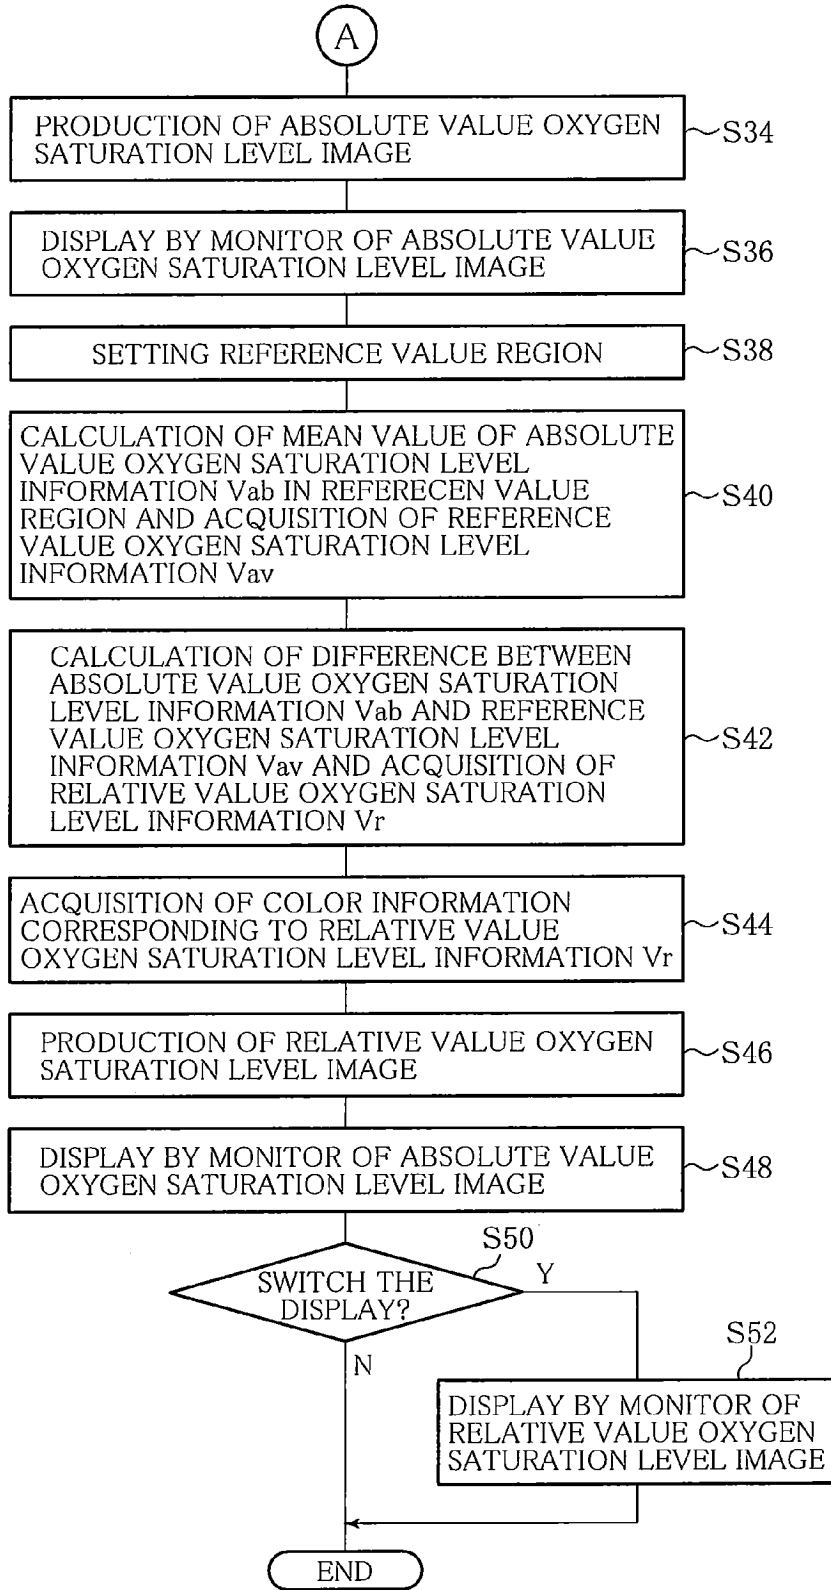 A
PRODUCTION OF ABSOLUTE VALUE OXYGEN
SATURATION LEVEL IMAGE
S34
DISPLAY BY MONITOR OF ABSOLUTE VALUE
OXYGEN SATURATION LEVEL IMAGE
S36
SETTING REFERENCE VALUE REGION
S38
CALCULATION OF MEAN VALUE OF ABSOLUTE
VALUE OXYGEN SATURATION LEVEL
INFORMATION Vab IN REFERECEN VALUE
REGION AND ACQUISITION OF REFERENCE
VALUE OXYGEN SATURATION LEVEL
INFORMATION Vav
S40
CALCULATION OF DIFFERENCE BETWEEN
ABSOLUTE VALUE OXYGEN SATURATION
LEVEL INFORMATION Vab AND REFERENCE
VALUE OXYGEN SATURATION LEVEL
INFORMATION Vav AND ACQUISITION OF
RELATIVE VALUE OXYGEN SATURATION
LEVEL INFORMATION Vr
S42
ACQUISITION OF COLOR INFORMATION
CORRESPONDING TO RELATIVE VALUE
OXYGEN SATURATION LEVEL INFORMATION Vr
S44
PRODUCTION OF RELATIVE VALUE OXYGEN
SATURATION LEVEL IMAGE
S46
DISPLAY BY MONITOR OF ABSOLUTE VALUE
OXYGEN SATURATION LEVEL IMAGE
S48
S50
SWITCH THE
DISPLAY?
Y
N
S52
DISPLAY BY MONITOR OF
RELATIVE VALUE OXYGEN
SATURATION LEVEL IMAGE
END